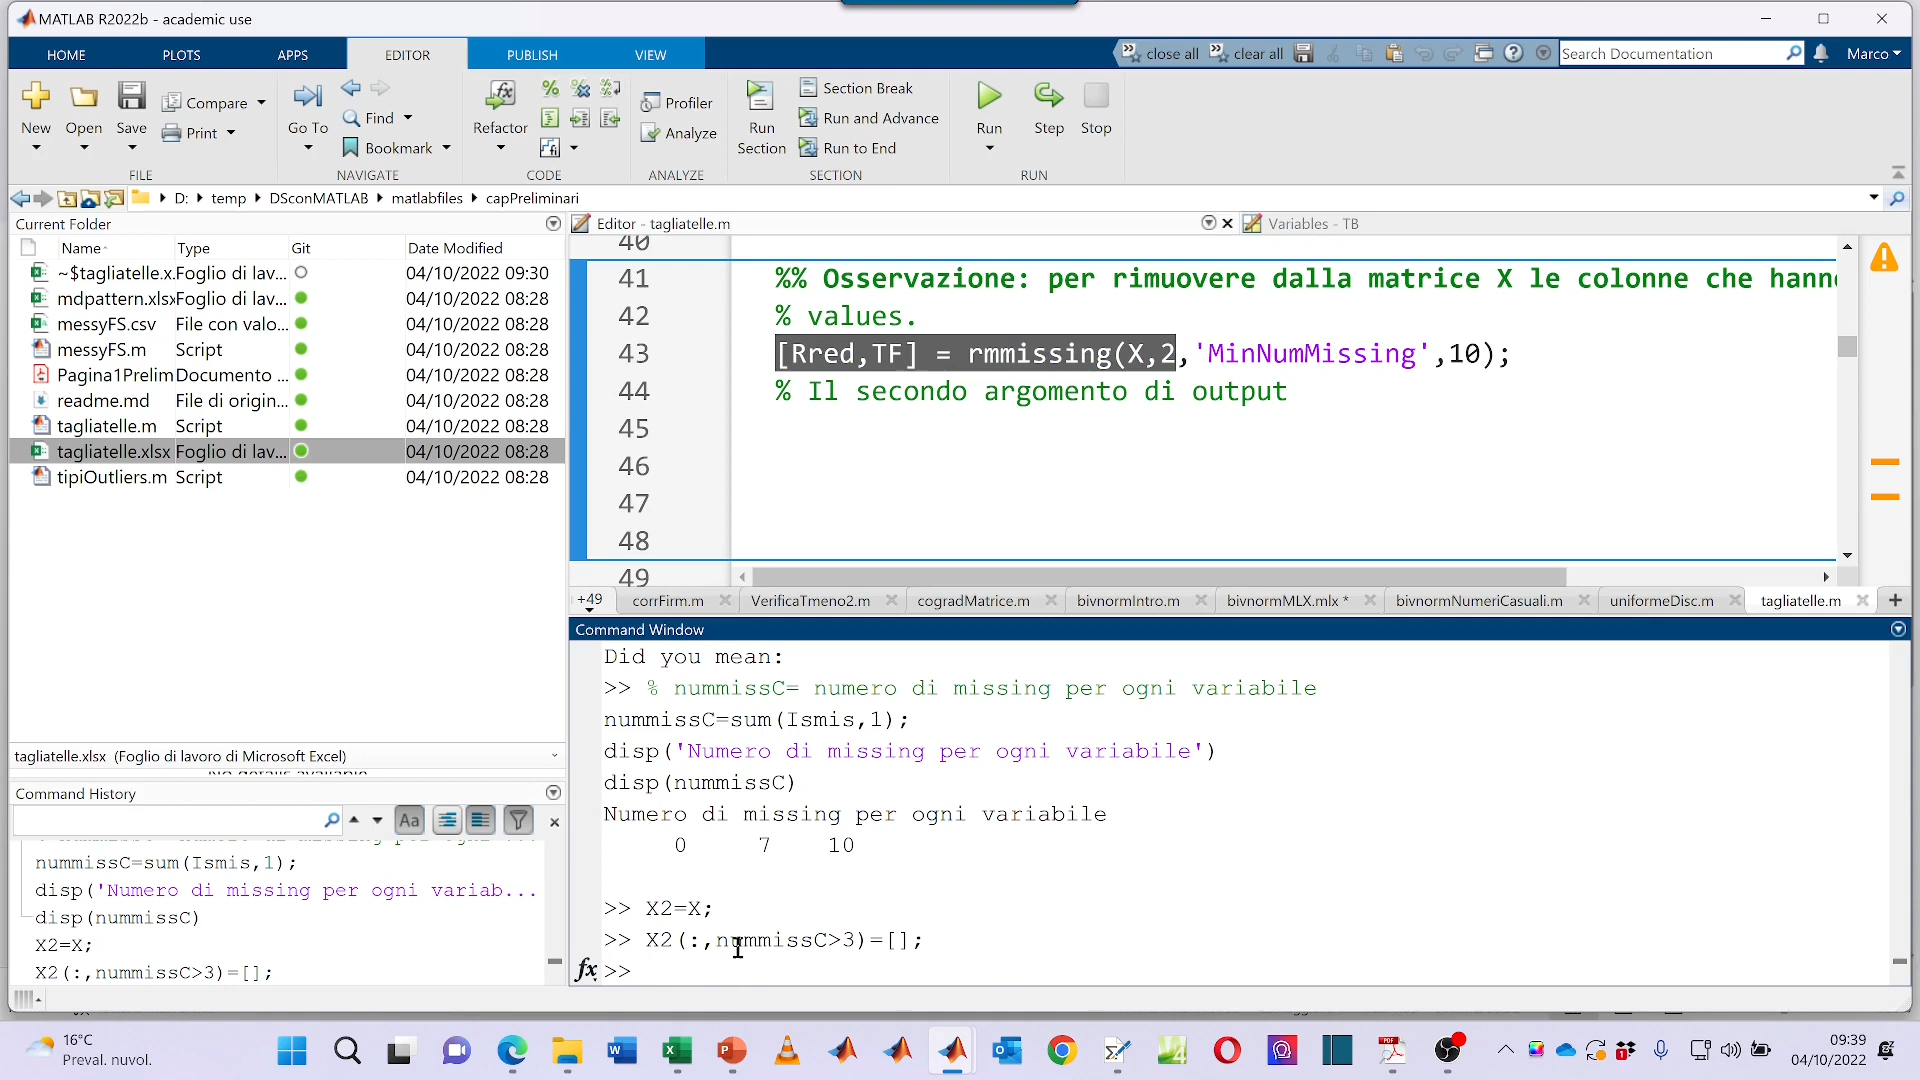 MATLAB R2022b - academic use
HOME PLOTS APPS EDITOR PUBLISH VIEW
close all clear all Search Documentation Marco
New Open Save Compare Print
Go To Find Bookmark
Refactor
Profiler Analyze
Run Section
Section Break
Run and Advance
Run to End
Run Step Stop
FILE NAVIGATE CODE ANALYZE SECTION RUN
D: temp DSconMATLAB matlabfiles capPreliminari
Current Folder
Name Type Git Date Modified
~$tagliatelle.x. Foglio di lav... 04/10/2022 09:30
mdpattern.xlsx Foglio di lav... 04/10/2022 08:28
messyFS.csv File con valo... 04/10/2022 08:28
messyFS.m Script 04/10/2022 08:28
Pagina1Prelim Documento ... 04/10/2022 08:28
readme.md File di origin... 04/10/2022 08:28
tagliatelle.m Script 04/10/2022 08:28
tagliatelle.xlsx Foglio di lav... 04/10/2022 08:28
tipiOutliers.m Script 04/10/2022 08:28
tagliatelle.xlsx (Foglio di lavoro di Microsoft Excel)
No details available
Command History
Aa
nummissC=sum(Ismis,1);
disp('Numero di missing per ogni variab...
disp(nummissC)
X2=X;
X2(:,nummissC>3)=[];
Editor - tagliatelle.m
Variables - TB
40
41 %% Osservazione: per rimuovere dalla matrice X le colonne che hanno
42 % values.
43 [Rred,TF] = rmmissing(X,2,'MinNumMissing',10);
44 % Il secondo argomento di output
45
46
47
48
49
+49 corrFirm.m VerificaTmeno2.m cogradMatrice.m bivnormIntro.m bivnormMLX.mlx * bivnormNumeriCasuali.m uniformeDisc.m tagliatelle.m +
Command Window
Did you mean:
>> % nummissC= numero di missing per ogni variabile
nummissC=sum(Ismis,1);
disp('Numero di missing per ogni variabile')
disp(nummissC)
Numero di missing per ogni variabile
0 7 10
>> X2=X;
>> X2(:,nummissC>3)=[];
fx >>
16°C
Preval. nuvol.
09:39
04/10/2022